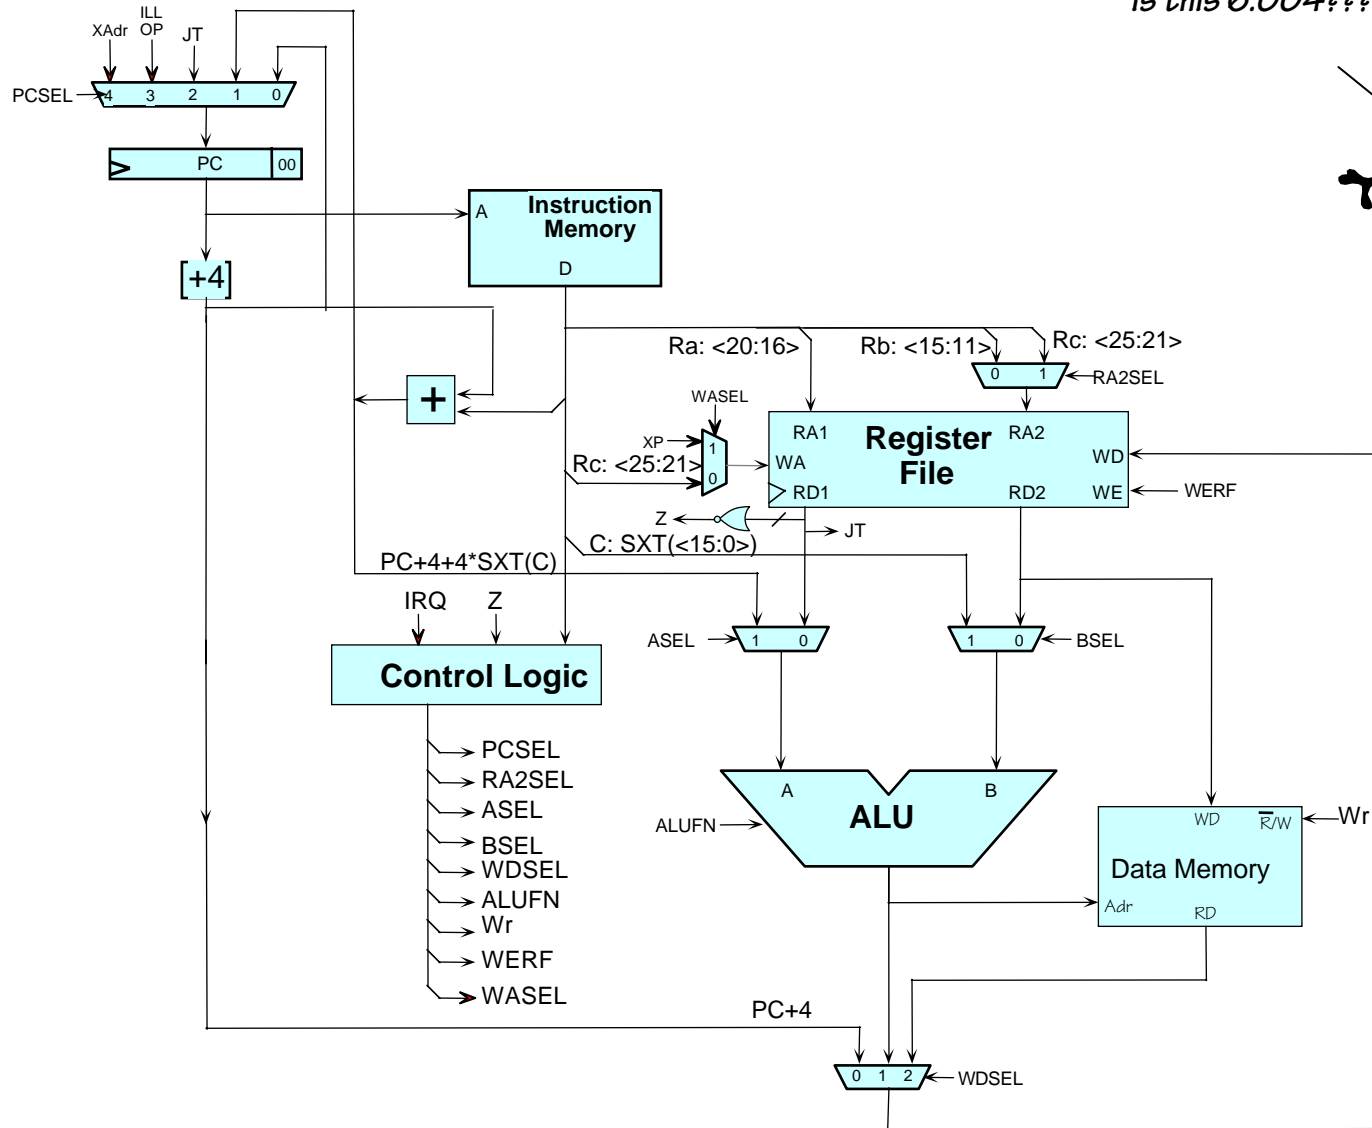 Is this 6.004???
ILL
XAdr OP JT
PCSEL 4 3 2 1 0
PC 00
A Instruction
Memory
D
+4
Ra: <20:16> Rb: <15:11> Rc: <25:21>
0 1 RA2SEL
+
WASEL
XP 1
Rc: <25:21> 0
RA1 Register RA2
WA File WD
RD1 RD2 WE WERF
Z JT
C: SXT(<15:0>)
PC+4+4*SXT(C)
IRQ Z
ASEL 1 0 1 0 BSEL
Control Logic
PCSEL
RA2SEL
ASEL
BSEL
WDSEL
ALUFN
Wr
WERF
WASEL
A B
ALUFN ALU
WD R/W Wr
Data Memory
Adr RD
PC+4
0 1 2 WDSEL